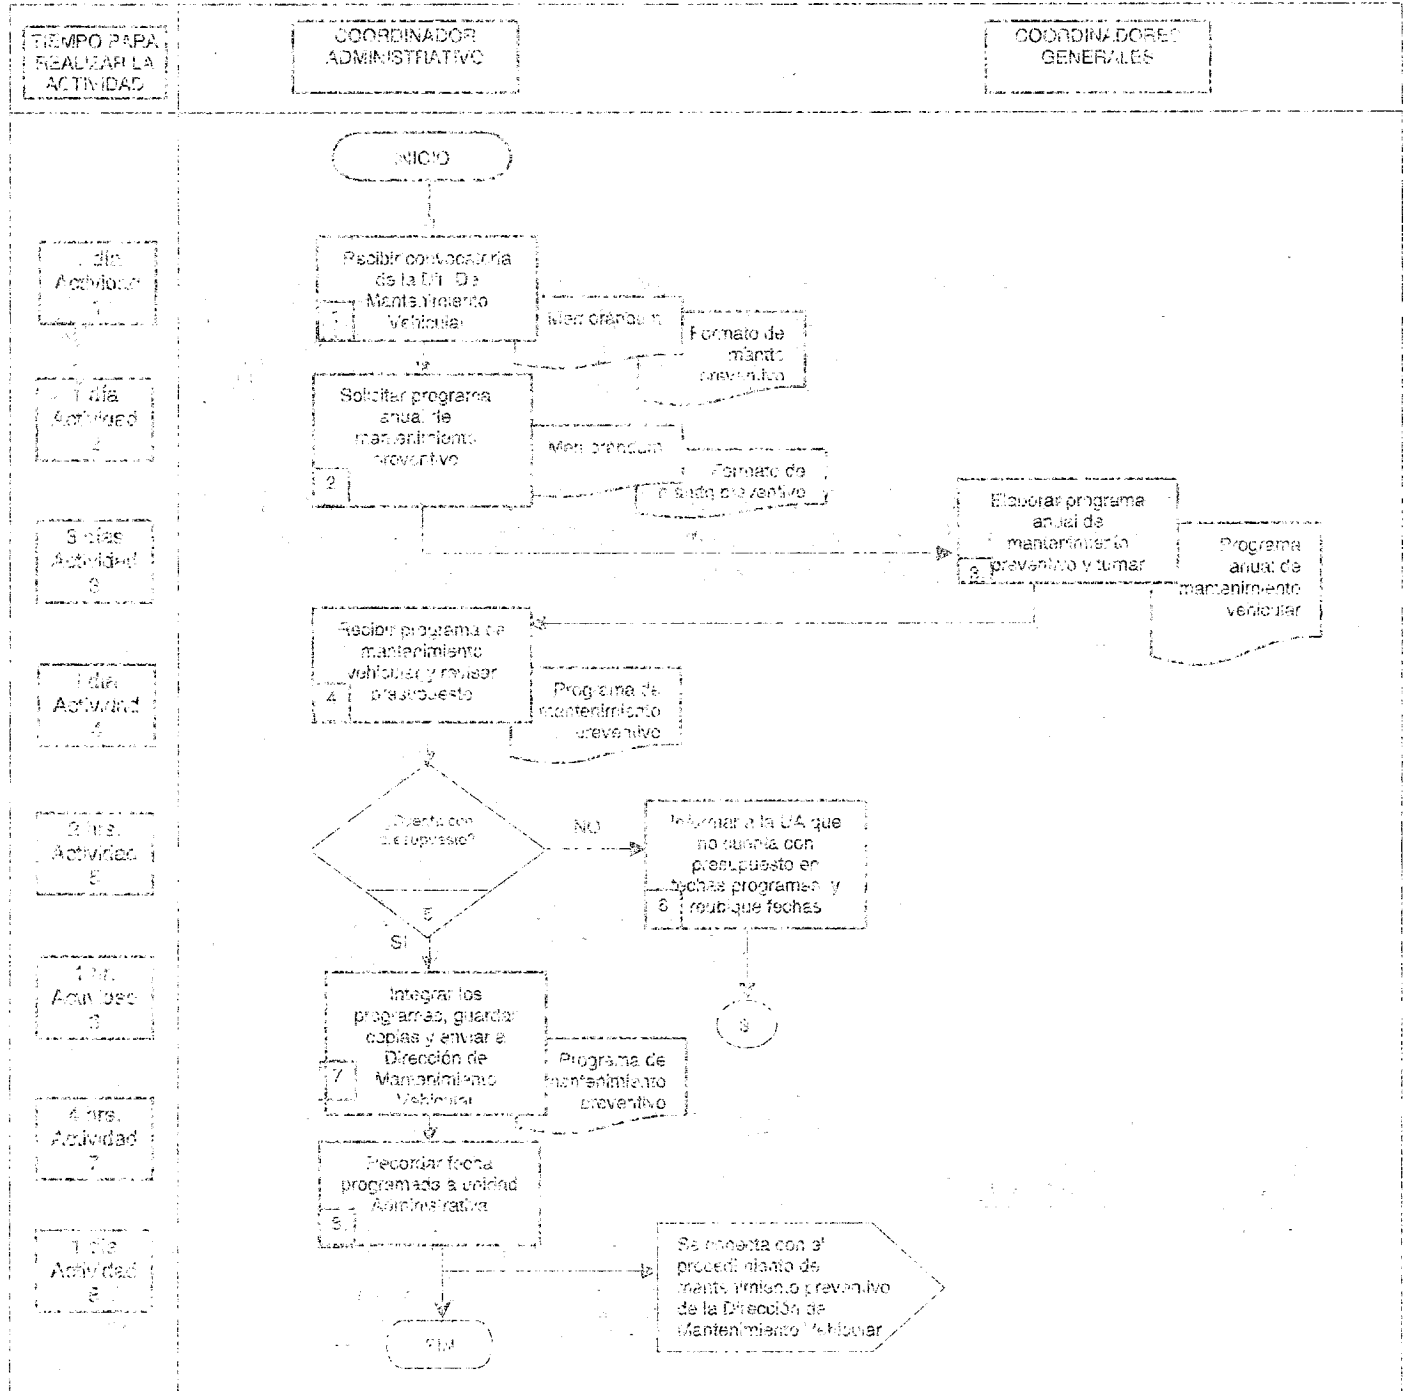 TIEMPO PARA
REALIZAR LA
ACTIVIDAD
COORDINADOR
ADMINISTRATIVO
COORDINADORES
GENERALES
INICIO
1 día
Actividad
1
Recibir convocatoria
de la Dir. De
Mantenimiento
Vehicular
1
Memorándum
Formato de
mantto
preventivo
1 día
Actividad
2
Solicitar programa
anual de
mantenimiento
preventivo
2
Memorándum
Formato de
mantto preventivo
3 días
Actividad
3
Elaborar programa
anual de
mantenimiento
preventivo y turnar
3
Programa
anual de
mantenimiento
vehicular
Recibir programa de
mantenimiento
vehicular y revisar
presupuesto
4
Programa de
mantenimiento
preventivo
1 día
Actividad
4
2 hrs.
Actividad
5
¿Cuenta con
presupuesto?
5
NO
SI
Informar a la UA que
no cuenta con
presupuesto en
fechas programen y
reubique fechas
6
1 hr.
Actividad
6
Integrar los
programas, guardar
copias y enviar a
Dirección de
Mantenimiento
Vehicular
7
Programa de
mantenimiento
preventivo
4 hrs.
Actividad
7
Recordar fecha
programada a unidad
Administrativa
8
1 día
Actividad
8
Se conecta con el
procedimiento de
mantenimiento preventivo
de la Dirección de
Mantenimiento Vehicular
FIN